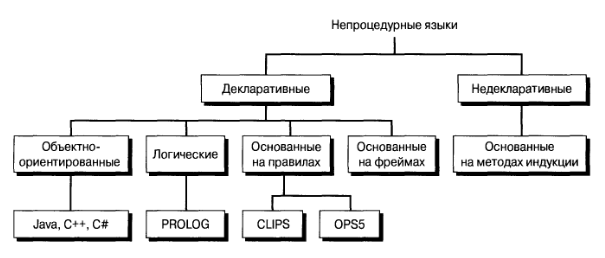 Непроцедурные языки
Декларативные
Недекларативные
Объектно-
ориентированные
Логические
Основанные
на правилах
Основанные
на фреймах
Основанные
на методах индукции
Java, C++, C#
PROLOG
CLIPS
OPS5